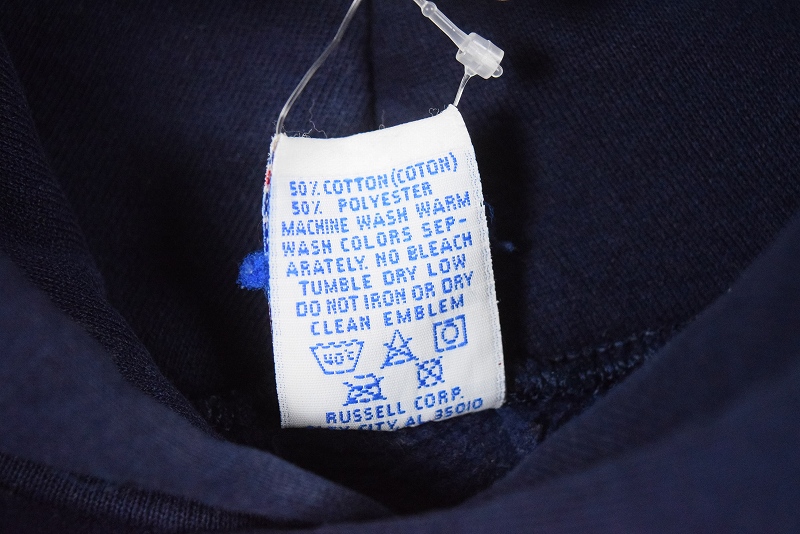 50% COTTON(COTON)
50% POLYESTER
MACHINE WASH WARM
WASH COLORS SEP-
ARATELY. NO BLEACH
TUMBLE DRY LOW
DO NOT IRON OR DRY
CLEAN EMBLEM
40°C
RUSSELL CORP.
CITY, AL 35010